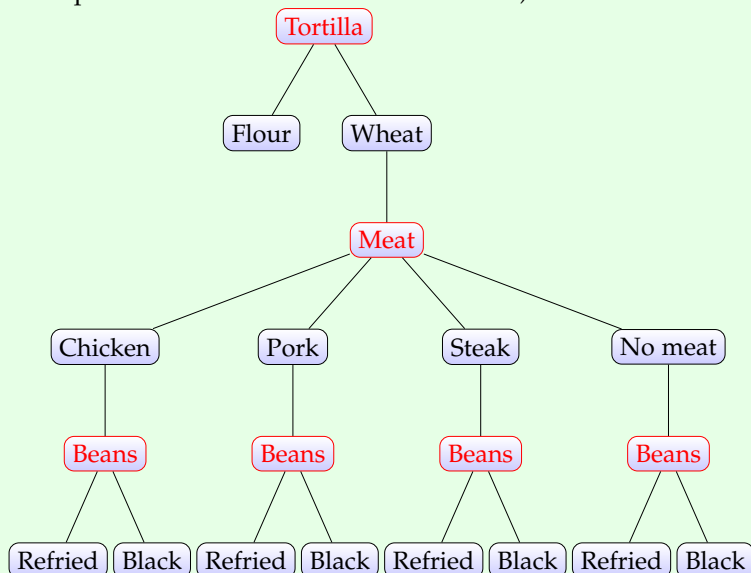 Tortilla
Flour Wheat
Meat
Chicken Pork Steak No meat
Beans Beans Beans Beans
Refried Black Refried Black Refried Black Refried Black